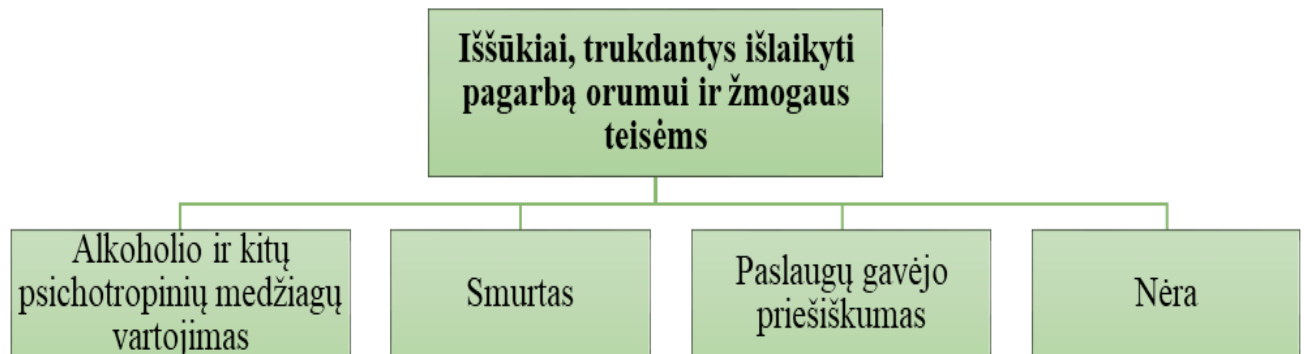 Iššūkiai, trukdantys išlaikyti
pagarbą orumui ir žmogaus
teisėms
Alkoholio ir kitų
psichotropinių medžiagų
vartojimas
Smurtas
Paslaugų gavėjo
priešiškumas
Nėra